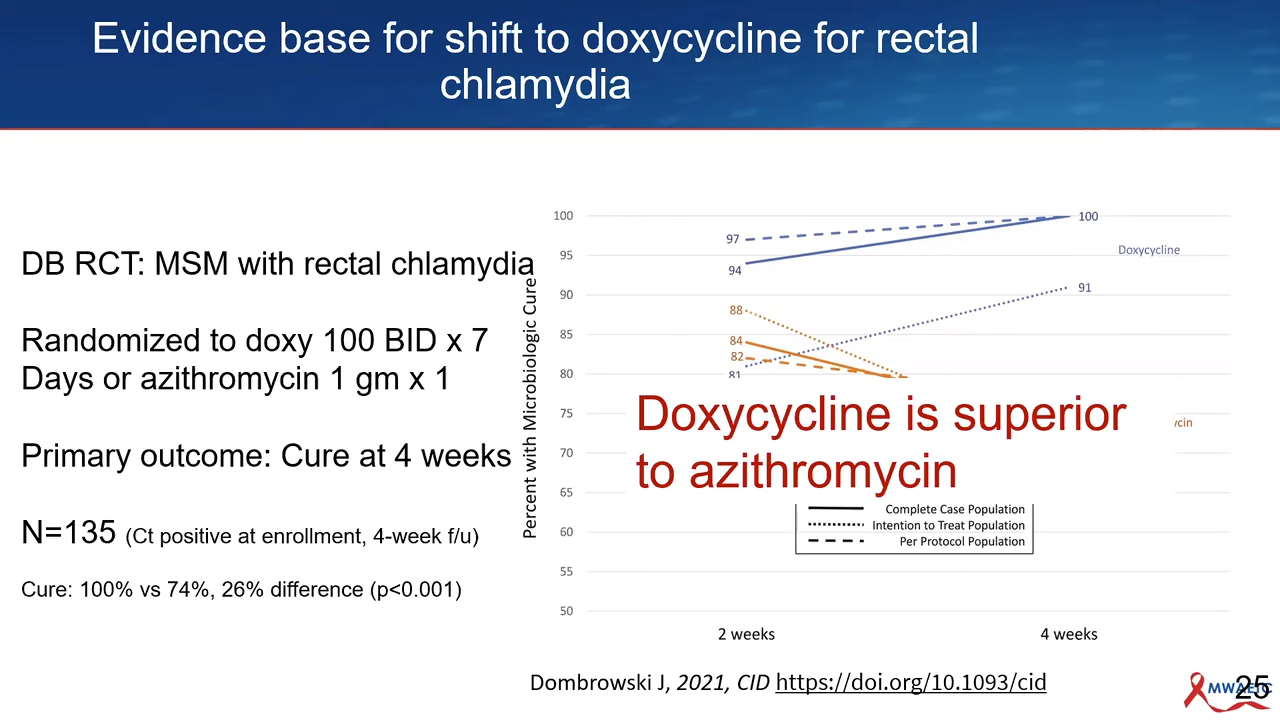 Evidence base for shift to doxycycline for rectal
chlamydia
DB RCT: MSM with rectal chlamydia
Randomized to doxy 100 BID x 7
Days or azithromycin 1 gm x 1
Primary outcome: Cure at 4 weeks
N=135 (Ct positive at enrollment, 4-week f/u)
Cure: 100% vs 74%, 26% difference (p<0.001)
Percent with Microbiologic Cure
100
95
90
85
80
75
70
65
60
55
50
97
94
88
84
82
81
100
Doxycycline
91
Doxycycline is superior
to azithromycin
Complete Case Population
Intention to Treat Population
Per Protocol Population
2 weeks
4 weeks
Dombrowski J, 2021, CID https://doi.org/10.1093/cid
25